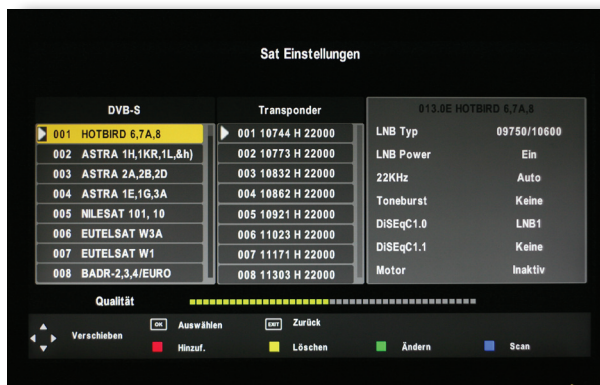 Sat Einstellungen
DVB-S
001 HOTBIRD 6,7A,8
002 ASTRA 1H,1KR,1L,&h)
003 ASTRA 2A,2B,2D
004 ASTRA 1E,1G,3A
005 NILESAT 101, 10
006 EUTELSAT W3A
007 EUTELSAT W1
008 BADR-2,3,4/EURO
Transponder
001 10744 H 22000
002 10773 H 22000
003 10832 H 22000
004 10862 H 22000
005 10921 H 22000
006 11023 H 22000
007 11171 H 22000
008 11303 H 22000
013.0E HOTBIRD 6,7A,8
LNB Typ 09750/10600
LNB Power Ein
22KHz Auto
Toneburst Keine
DiSEqC1.0 LNB1
DiSEqC1.1 Keine
Motor Inaktiv
Qualität
Verschieben
OK Auswählen
EXIT Zurück
Hinzuf.
Löschen
Ändern
Scan